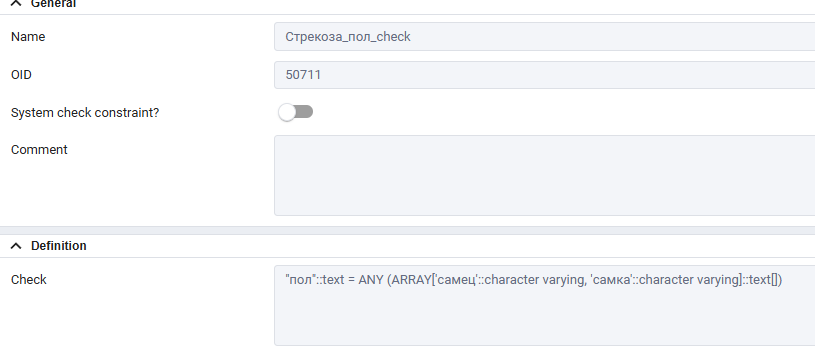 General
Name
Стрекоза_пол_check
OID
50711
System check constraint?
Comment
Definition
Check
"пол"::text = ANY (ARRAY['самец'::character varying, 'самка'::character varying]::text[])